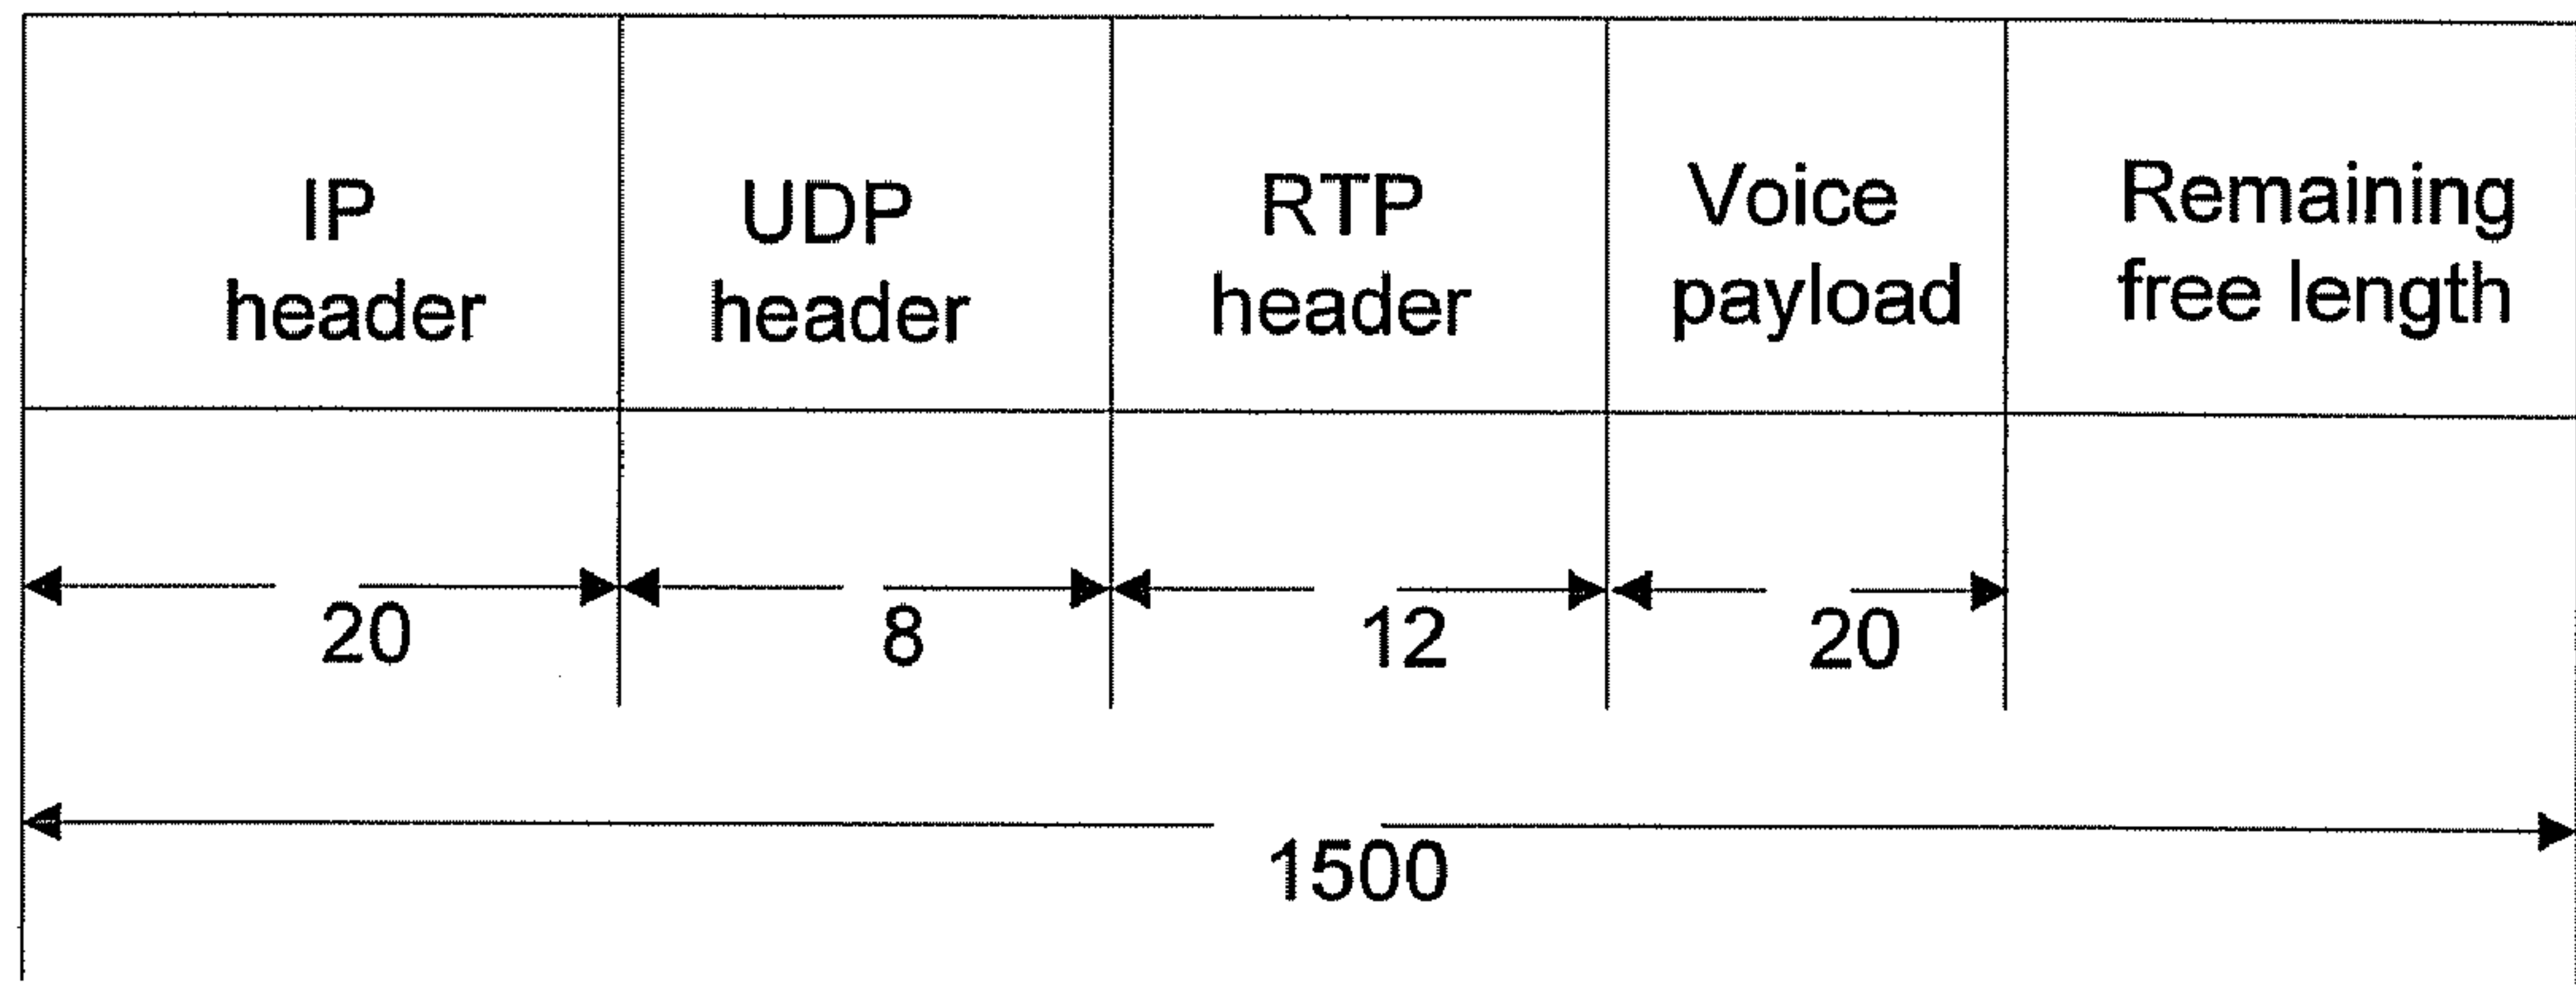 IP
header
UDP
header
RTP
header
Voice
payload
Remaining
free length
20
8
12
20
1500